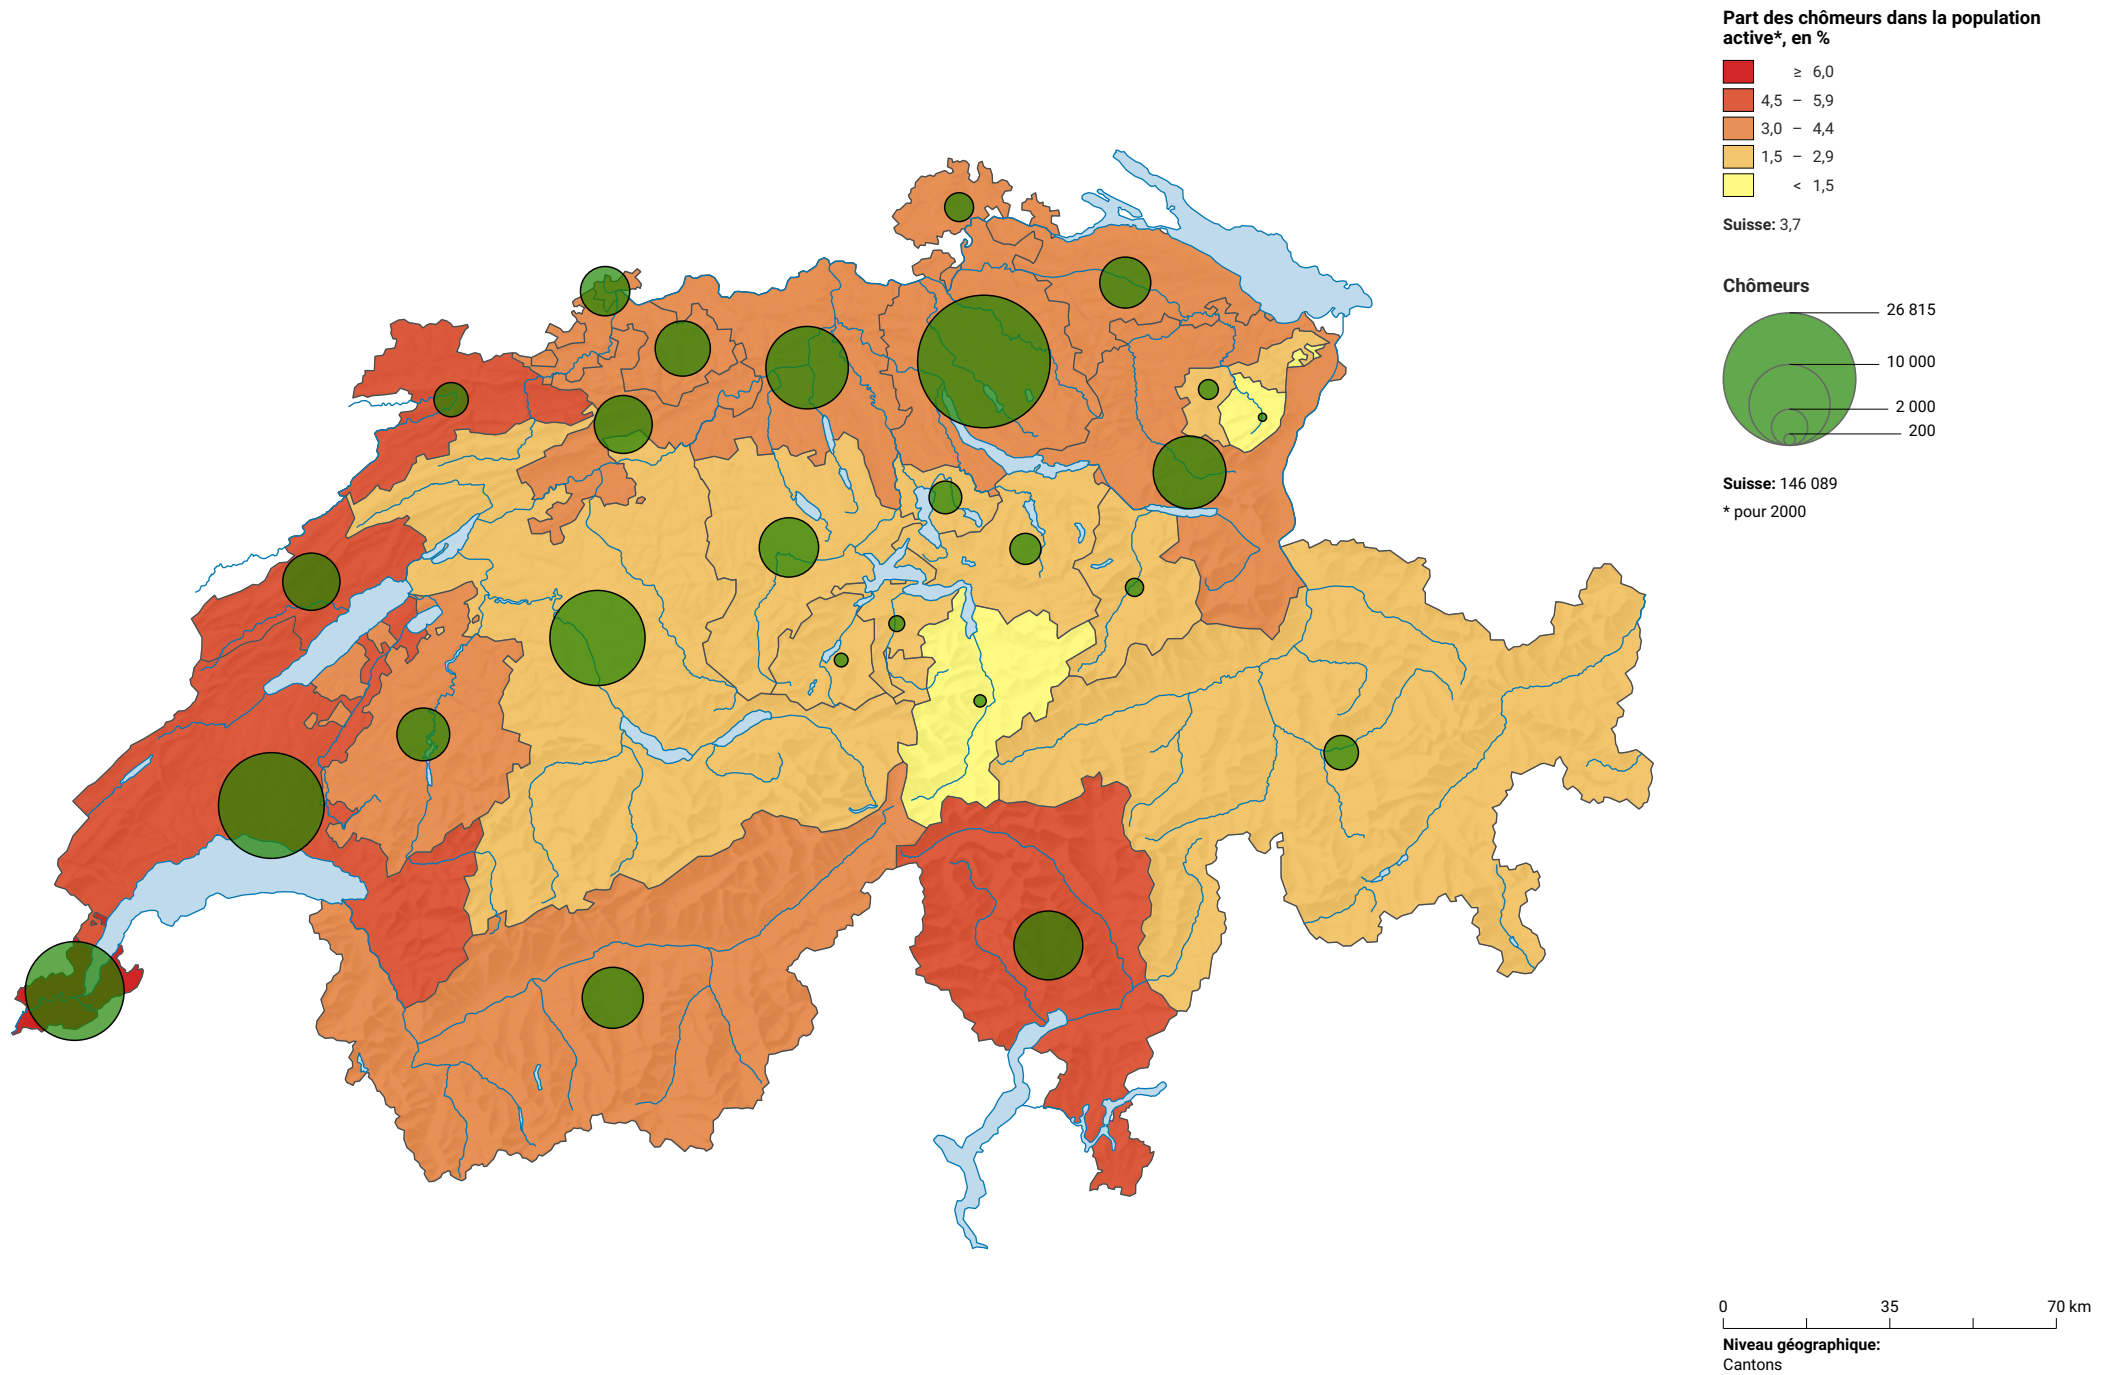 Part des chômeurs dans la population
active*, en %
≥ 6,0
4,5 – 5,9
3,0 – 4,4
1,5 – 2,9
< 1,5
Suisse: 3,7
Chômeurs
26 815
10 000
2 000
200
Suisse: 146 089
* pour 2000
0 35 70 km
Niveau géographique:
Cantons